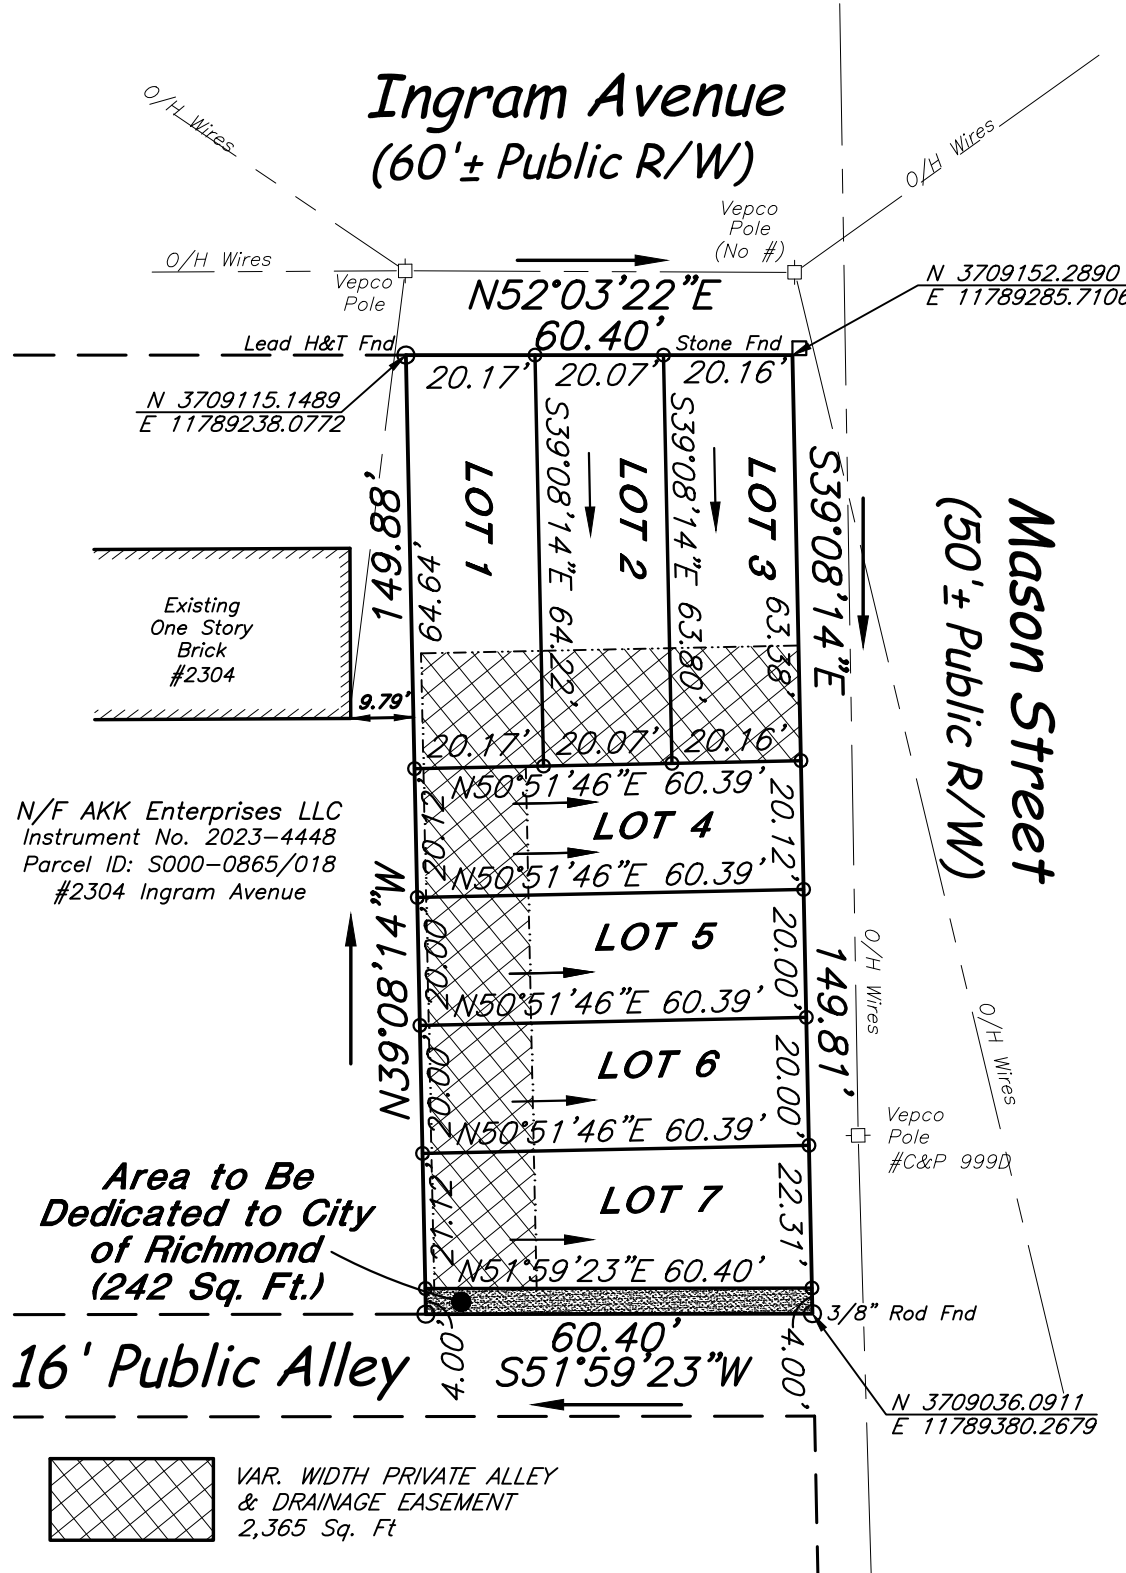 Ingram Avenue
(60'± Public R/W)
O/H Wires
O/H Wires
O/H Wires
Vepco
Pole
Vepco
Pole
(No #)
N52°03'22"E
60.40'
N 3709152.2890
E 11789285.7106
Lead H&T Fnd
Stone Fnd
N 3709115.1489
E 11789238.0772
20.17'
20.07'
20.16'
LOT 1
LOT 2
LOT 3
S39°08'14"E 64.22'
S39°08'14"E 63.80'
63.38'
64.64'
149.88'
S39°08'14"E
Mason Street
(50'± Public R/W)
Existing
One Story
Brick
#2304
9.79'
20.17'
20.07'
20.16'
N50°51'46"E 60.39'
20.12'
LOT 4
20.12'
N50°51'46"E 60.39'
N/F AKK Enterprises LLC
Instrument No. 2023-4448
Parcel ID: S000-0865/018
#2304 Ingram Avenue
N39°08'14"W
20.00'
LOT 5
20.00'
N50°51'46"E 60.39'
149.81'
O/H Wires
O/H Wires
20.00'
LOT 6
20.00'
N50°51'46"E 60.39'
Vepco
Pole
#C&P 999D
21.12'
LOT 7
22.31'
N51°59'23"E 60.40'
Area to Be
Dedicated to City
of Richmond
(242 Sq. Ft.)
3/8" Rod Fnd
4.00'
60.40'
S51°59'23"W
4.00'
16' Public Alley
N 3709036.0911
E 11789380.2679
VAR. WIDTH PRIVATE ALLEY
& DRAINAGE EASEMENT
2,365 Sq. Ft